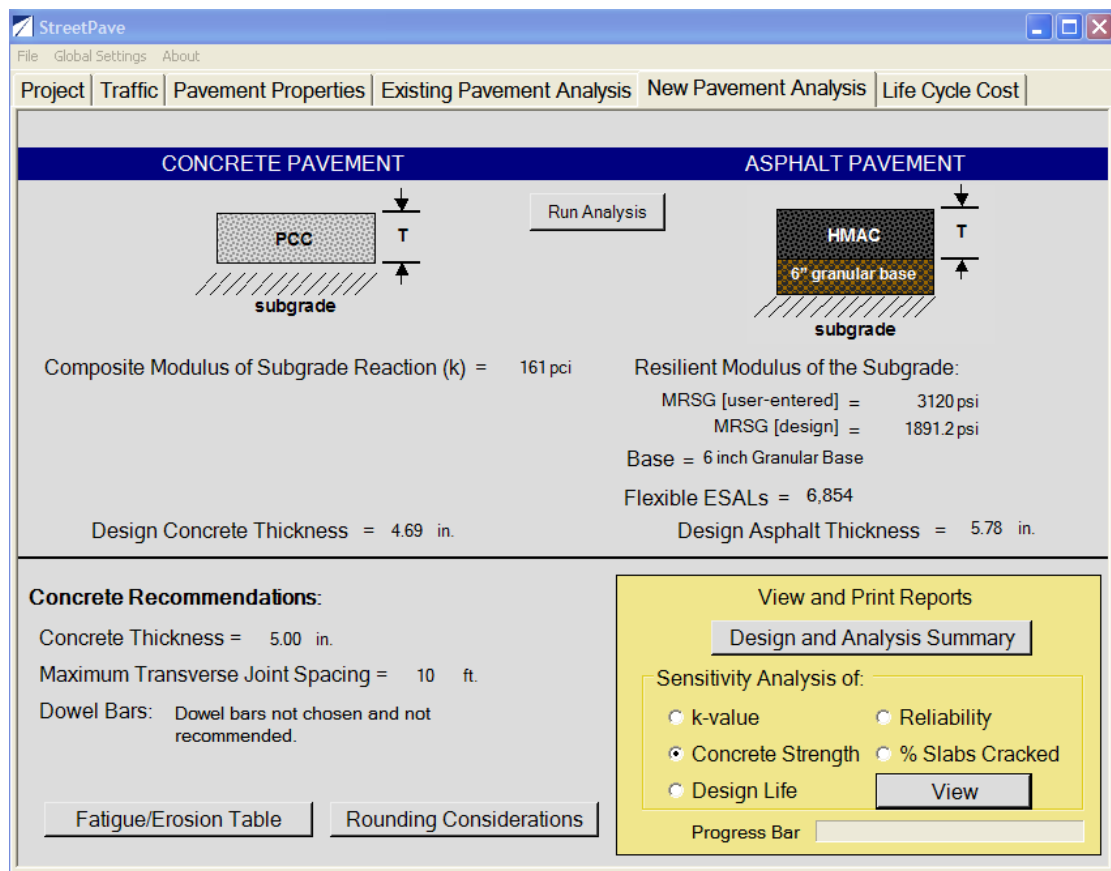 StreetPave
File Global Settings About
Project Traffic Pavement Properties Existing Pavement Analysis New Pavement Analysis Life Cycle Cost
CONCRETE PAVEMENT
ASPHALT PAVEMENT
Run Analysis
PCC
T
subgrade
HMAC
T
6" granular base
subgrade
Composite Modulus of Subgrade Reaction (k) = 161 pci
Resilient Modulus of the Subgrade:
MRSG [user-entered] = 3120 psi
MRSG [design] = 1891.2 psi
Base = 6 inch Granular Base
Flexible ESALs = 6,854
Design Concrete Thickness = 4.69 in.
Design Asphalt Thickness = 5.78 in.
Concrete Recommendations:
Concrete Thickness = 5.00 in.
Maximum Transverse Joint Spacing = 10 ft.
Dowel Bars: Dowel bars not chosen and not
recommended.
Fatigue/Erosion Table
Rounding Considerations
View and Print Reports
Design and Analysis Summary
Sensitivity Analysis of:
k-value
Reliability
Concrete Strength
% Slabs Cracked
Design Life
View
Progress Bar